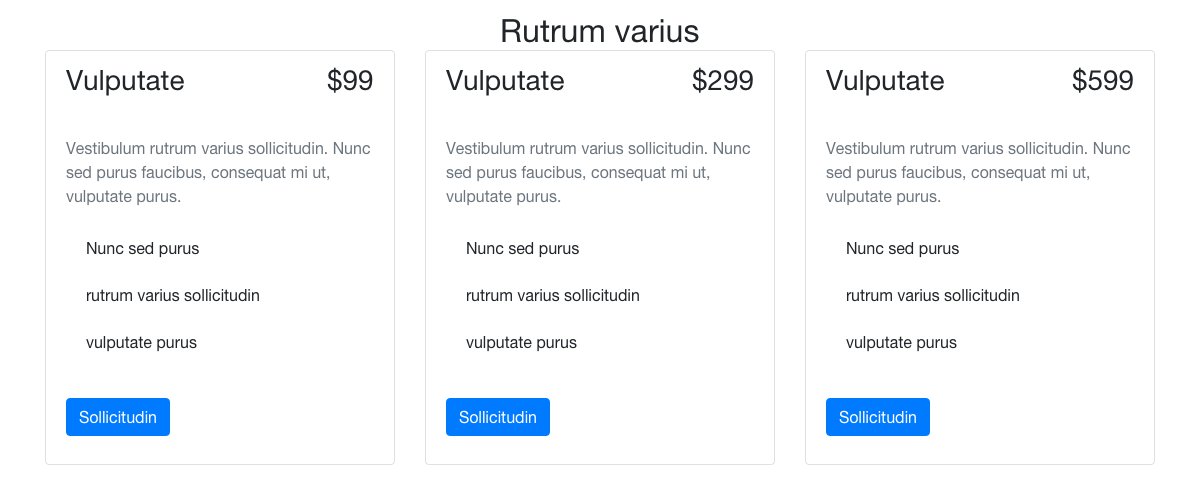 Rutrum varius
Vulputate $99
Vestibulum rutrum varius sollicitudin. Nunc
sed purus faucibus, consequat mi ut,
vulputate purus.
Nunc sed purus
rutrum varius sollicitudin
vulputate purus
Sollicitudin
Vulputate $299
Vestibulum rutrum varius sollicitudin. Nunc
sed purus faucibus, consequat mi ut,
vulputate purus.
Nunc sed purus
rutrum varius sollicitudin
vulputate purus
Sollicitudin
Vulputate $599
Vestibulum rutrum varius sollicitudin. Nunc
sed purus faucibus, consequat mi ut,
vulputate purus.
Nunc sed purus
rutrum varius sollicitudin
vulputate purus
Sollicitudin